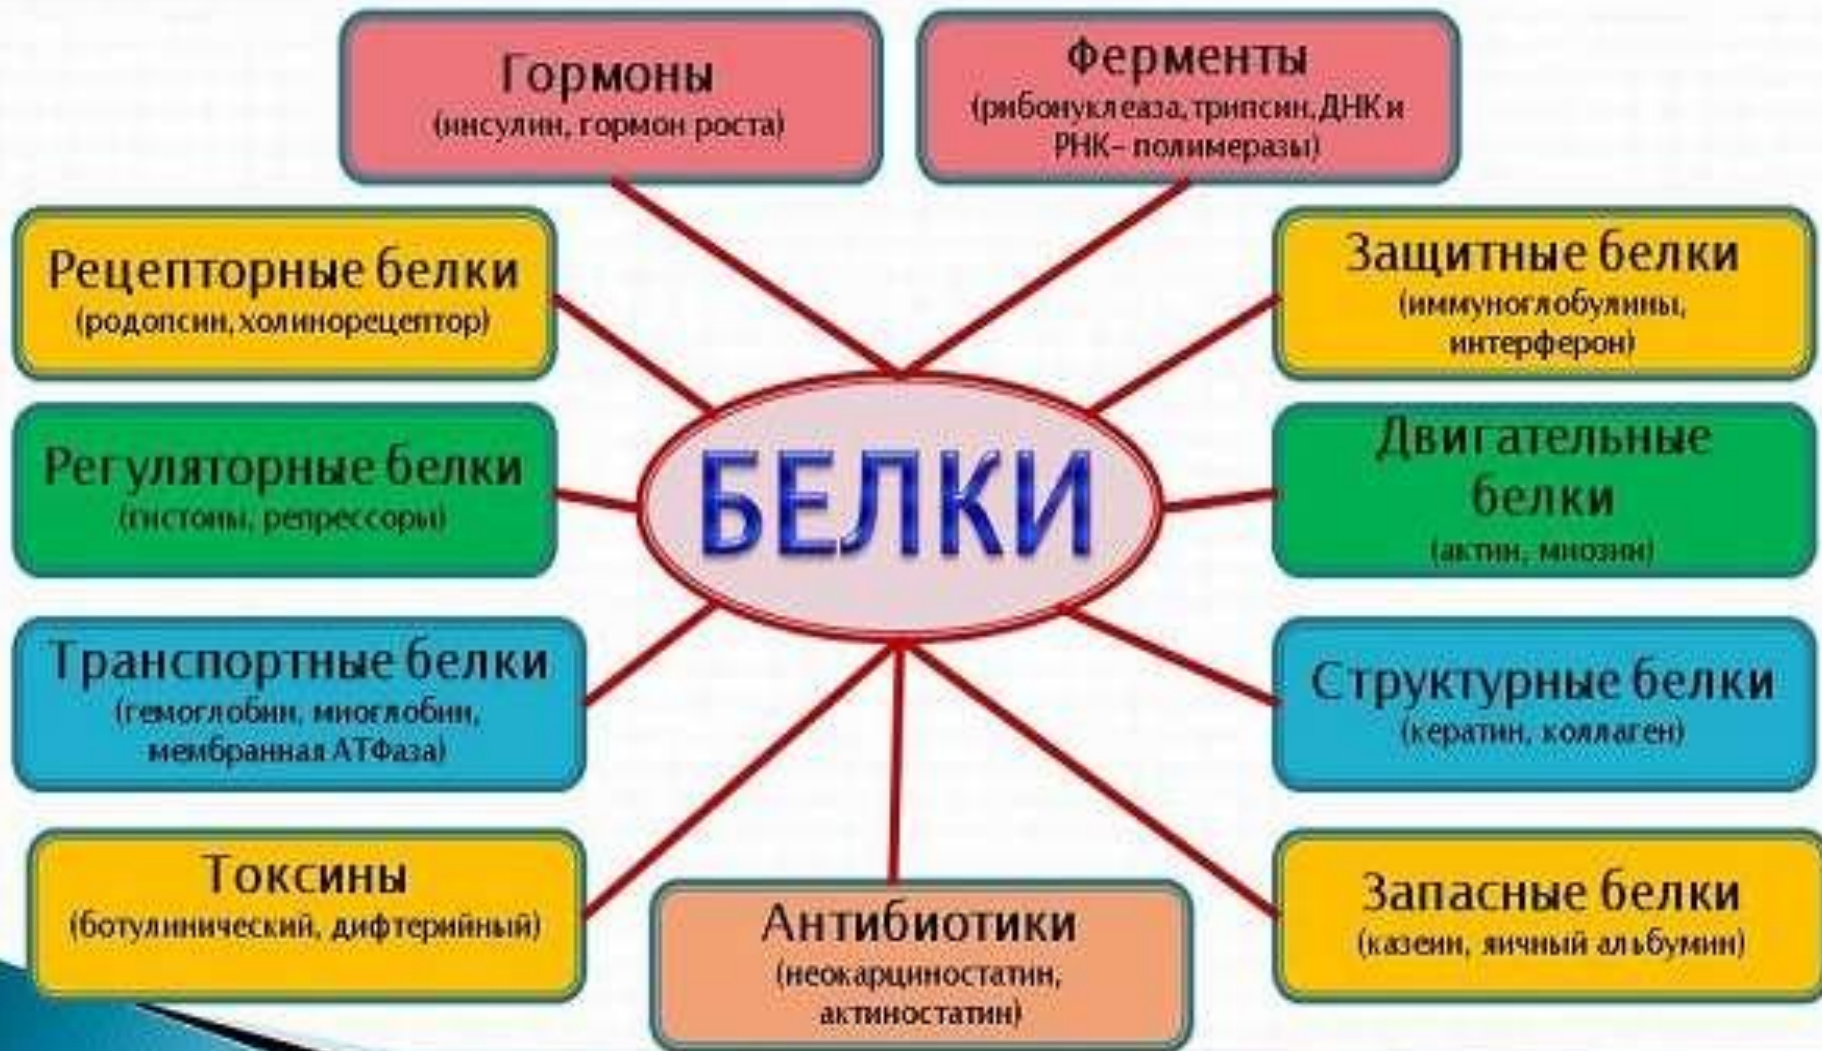 Гормоны
(инсулин, гормон роста)
Ферменты
(рибонуклеаза, трипсин, ДНК и
РНК– полимеразы)
Рецепторные белки
(родопсин, холинорецептор)
Защитные белки
(иммуноглобулины,
интерферон)
БЕЛКИ
Регуляторные белки
(гистоны, репрессоры)
Двигательные
белки
(актин, миозин)
Транспортные белки
(гемоглобин, миоглобин,
мембранная АТФаза)
Структурные белки
(кератин, коллаген)
Токсины
(ботулинический, дифтерийный)
Антибиотики
(неокарциностатин,
актиностатин)
Запасные белки
(казеин, яичный альбумин)